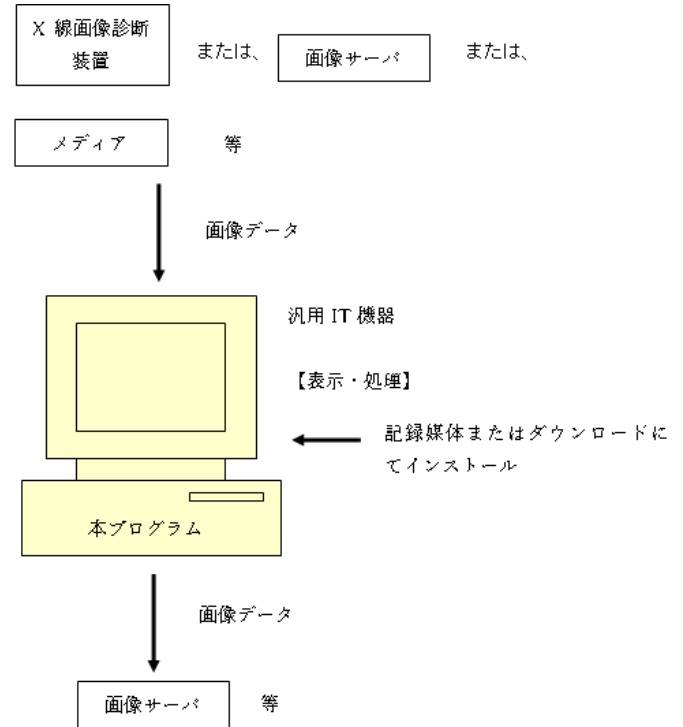 X 線画像診断
装置
または、
画像サーバ
または、
メディア
等
画像データ
汎用 IT 機器
【表示・処理】
記録媒体またはダウンロードに
てインストール
本プログラム
画像データ
画像サーバ
等